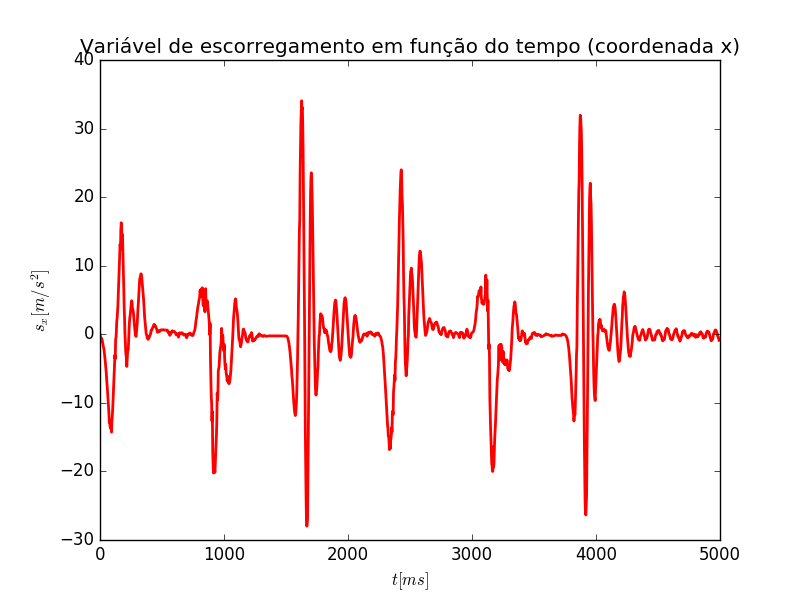 Variável de escorregamento em função do tempo (coordenada x)
40
30
20
10
0
−10
−20
−30
s_x[m/s^2]
0 1000 2000 3000 4000 5000
t[ms]